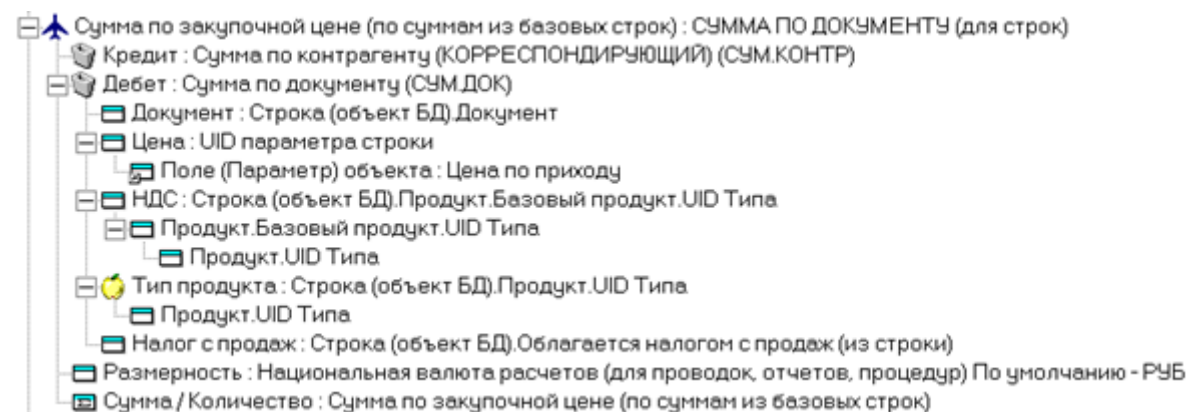 Сумма по закупочной цене (по суммам из базовых строк) : СУММА ПО ДОКУМЕНТУ (для строк)
Кредит : Сумма по контрагенту (КОРРЕСПОНДИРУЮЩИЙ) (СУМ.КОНТР)
Дебет : Сумма по документу (СУМ.ДОК)
Документ : Строка (объект БД).Документ
Цена : UID параметра строки
Поле (Параметр) объекта : Цена по приходу
НДС : Строка (объект БД).Продукт.Базовый продукт.UID Типа
Продукт.Базовый продукт.UID Типа
Продукт.UID Типа
Тип продукта : Строка (объект БД).Продукт.UID Типа
Продукт.UID Типа
Налог с продаж : Строка (объект БД).Облагается налогом с продаж (из строки)
Размерность : Национальная валюта расчетов (для проводок, отчетов, процедур) По умолчанию - РУБ
Сумма / Количество : Сумма по закупочной цене (по суммам из базовых строк)